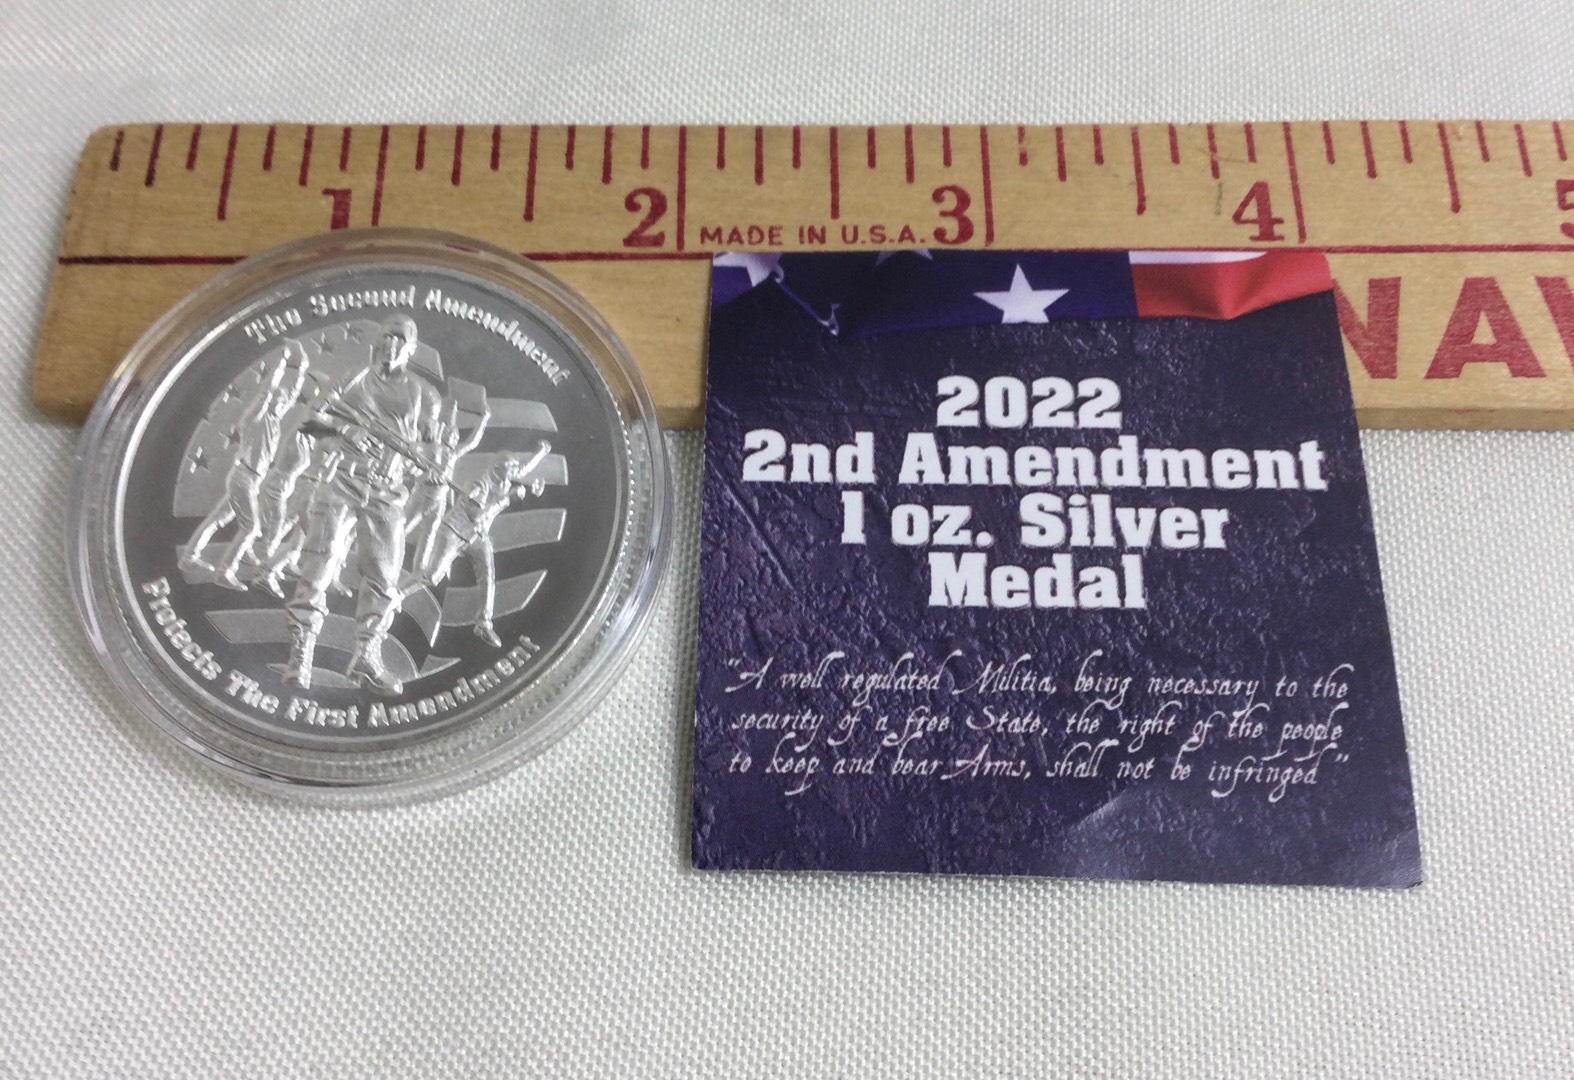 1 2 3 4 5
MADE IN U.S.A.
NAV
The Second Amendment
Protects The First Amendment
2022
2nd Amendment
1 oz. Silver
Medal
"A well regulated Militia, being necessary to the
security of a free State, the right of the people
to keep and bear Arms, shall not be infringed"